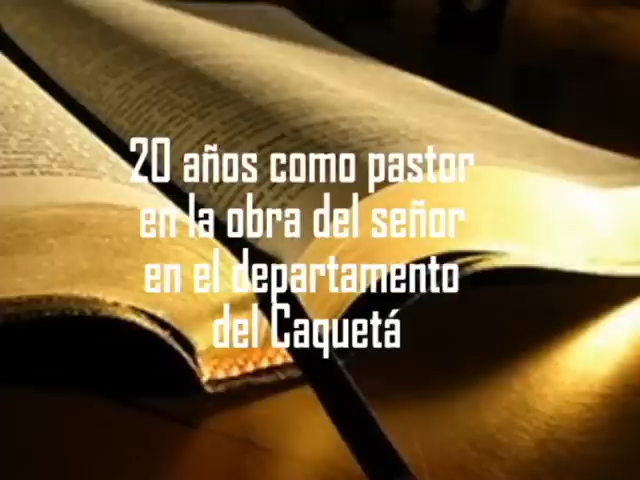 20 años como pastor
en la obra del señor
en el departamento
del Caquetá